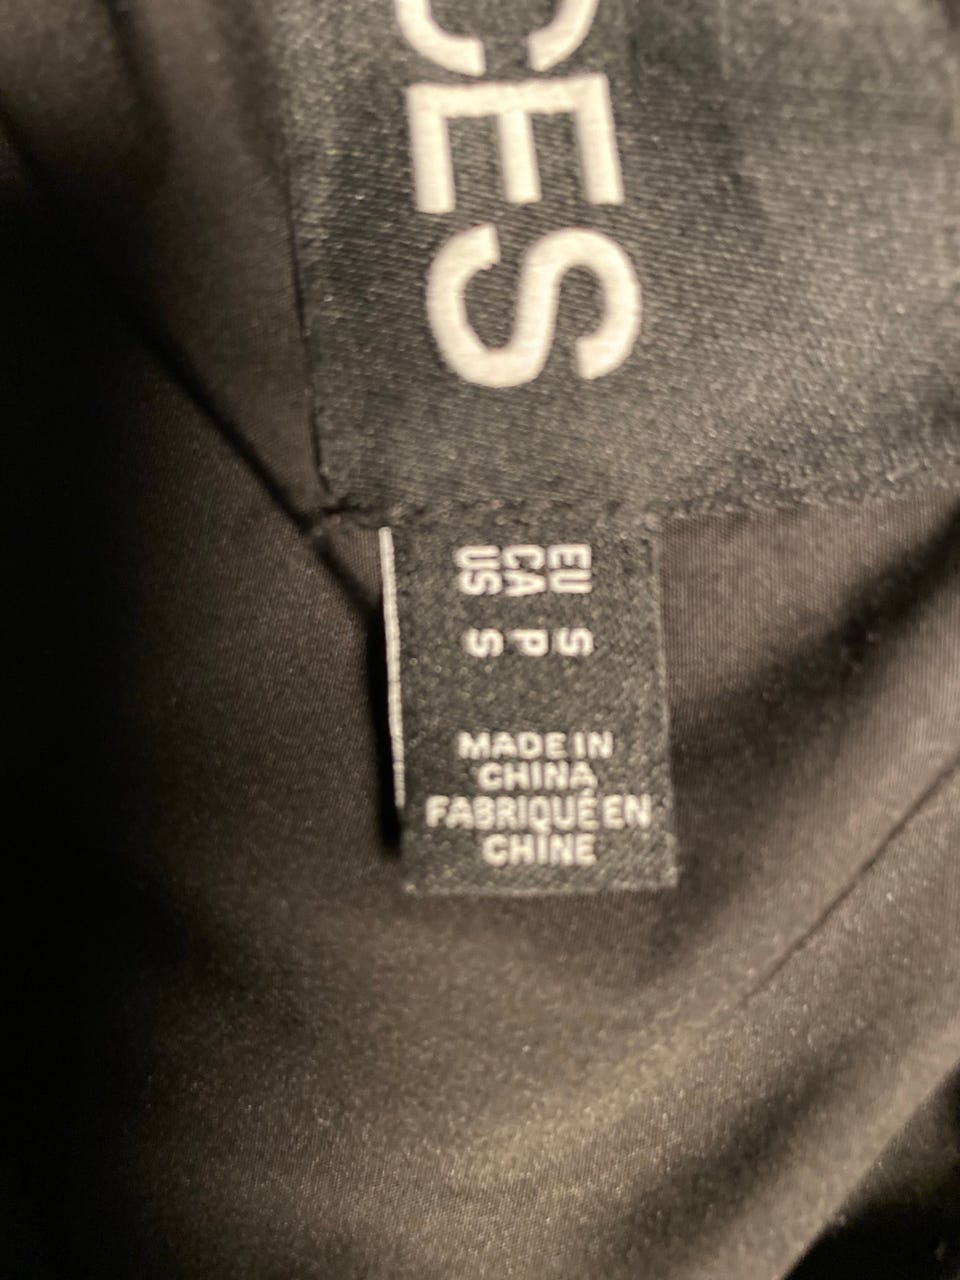 CES
EU S
CA P
US S
MADE IN
CHINA
FABRIQUÉ EN
CHINE